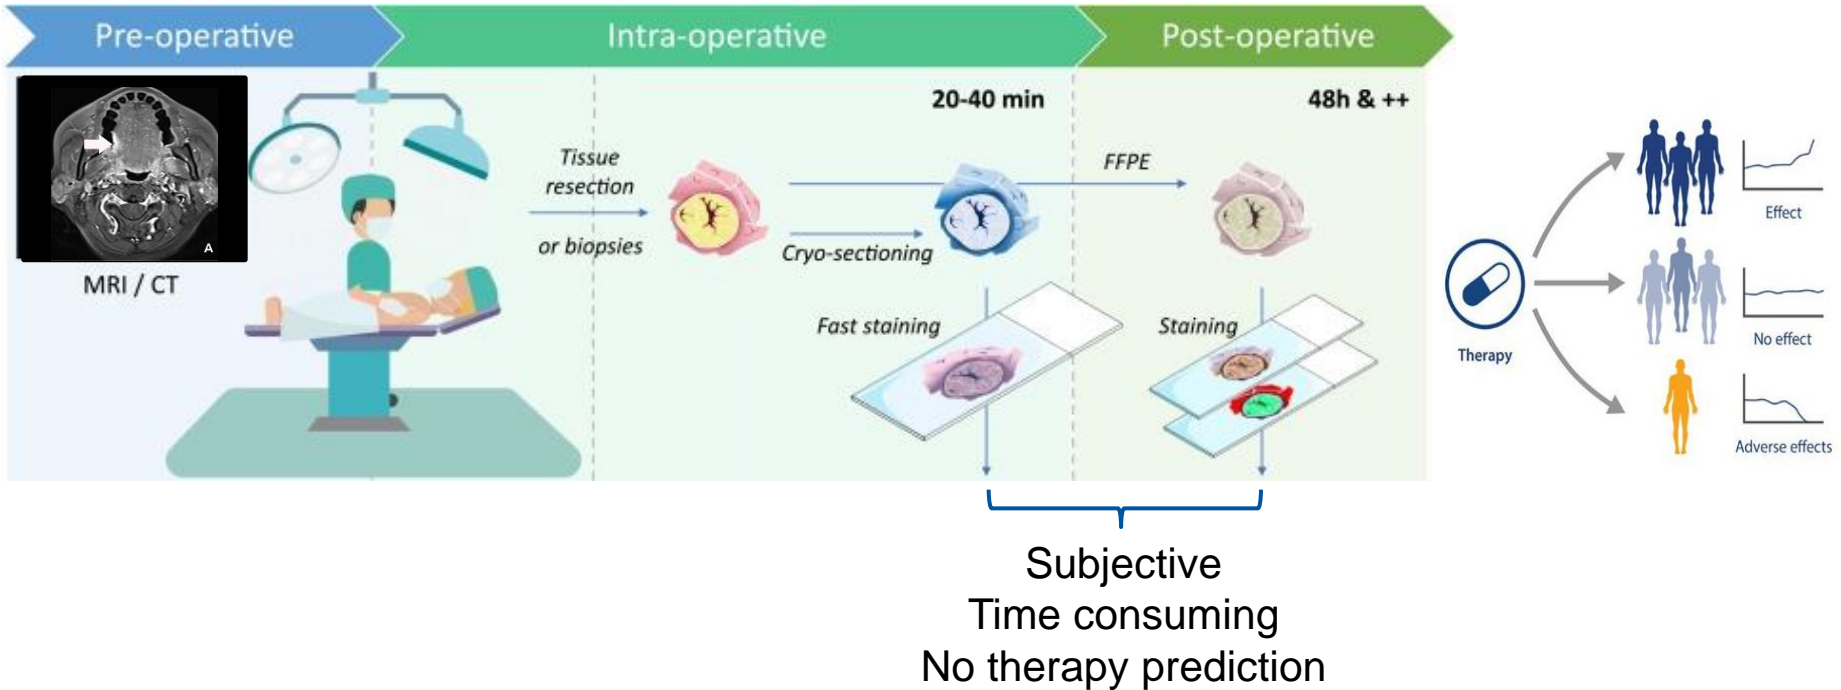 Pre-operative
Intra-operative
Post-operative
20-40 min
48h & ++
A
MRI / CT
Tissue
resection
or biopsies
Cryo-sectioning
FFPE
Fast staining
Staining
Therapy
Effect
No effect
Adverse effects
Subjective
Time consuming
No therapy prediction